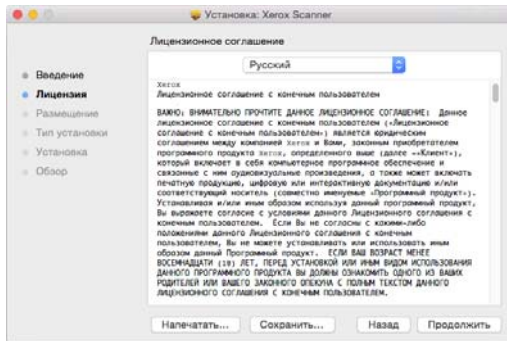 Установка: Xerox Scanner
Лицензионное соглашение
Введение
Лицензия
Размещение
Тип установки
Установка
Обзор
Русский
Xerox
Лицензионное соглашение с конечным пользователем
ВАЖНО: ВНИМАТЕЛЬНО ПРОЧТИТЕ ДАННОЕ ЛИЦЕНЗИОННОЕ СОГЛАШЕНИЕ: Данное
лицензионное соглашение с конечным пользователем («Лицензионное
соглашение с конечным пользователем») является юридическим
соглашением между компанией Xerox и Вами, законным приобретателем
программного продукта Xerox, определенного выше (далее -«Клиент»),
который включает в себя компьютерное программное обеспечение и
связанные с ним аудиовизуальные произведения, а также может включать
печатную продукцию, цифровую или интерактивную документацию и/или
соответствующий носитель (совместно именуемые «Программный продукт»).
Устанавливая и/или иным образом используя данный программный продукт,
Вы выражаете согласие с условиями данного Лицензионного соглашения с
конечным пользователем. Если Вы не согласны с какими-либо
положениями данного Лицензионного соглашения с конечным
пользователем, Вы не можете устанавливать или использовать иным
образом данный Программный продукт. ЕСЛИ ВАШ ВОЗРАСТ МЕНЕЕ
ВОСЕМНАДЦАТИ (18) ЛЕТ, ПЕРЕД УСТАНОВКОЙ ИЛИ ИНЫМ ВИДОМ ИСПОЛЬЗОВАНИЯ
ДАННОГО ПРОГРАММНОГО ПРОДУКТА ВЫ ДОЛЖНЫ ОЗНАКОМИТЬ ОДНОГО ИЗ ВАШИХ
РОДИТЕЛЕЙ ИЛИ ВАШЕГО ЗАКОННОГО ОПЕКУНА С ПОЛНЫМ ТЕКСТОМ ДАННОГО
ЛИЦЕНЗИОННОГО СОГЛАШЕНИЯ С КОНЕЧНЫМ ПОЛЬЗОВАТЕЛЕМ.
Напечатать... Сохранить... Назад Продолжить